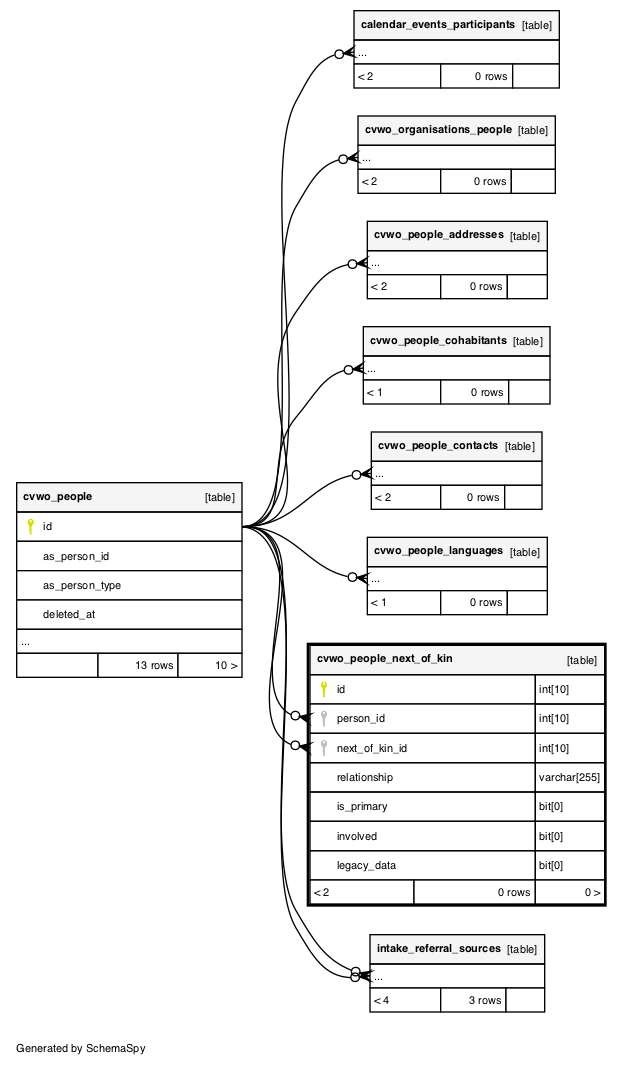 calendar_events_participants [table]
...
< 2 0 rows
cvwo_organisations_people [table]
...
< 2 0 rows
cvwo_people_addresses [table]
...
< 2 0 rows
cvwo_people_cohabitants [table]
...
< 1 0 rows
cvwo_people_contacts [table]
...
< 2 0 rows
cvwo_people [table]
id
as_person_id
as_person_type
deleted_at
...
13 rows 10 >
cvwo_people_languages [table]
...
< 1 0 rows
cvwo_people_next_of_kin [table]
id int[10]
person_id int[10]
next_of_kin_id int[10]
relationship varchar[255]
is_primary bit[0]
involved bit[0]
legacy_data bit[0]
< 2 0 rows 0 >
intake_referral_sources [table]
...
< 4 3 rows
Generated by SchemaSpy